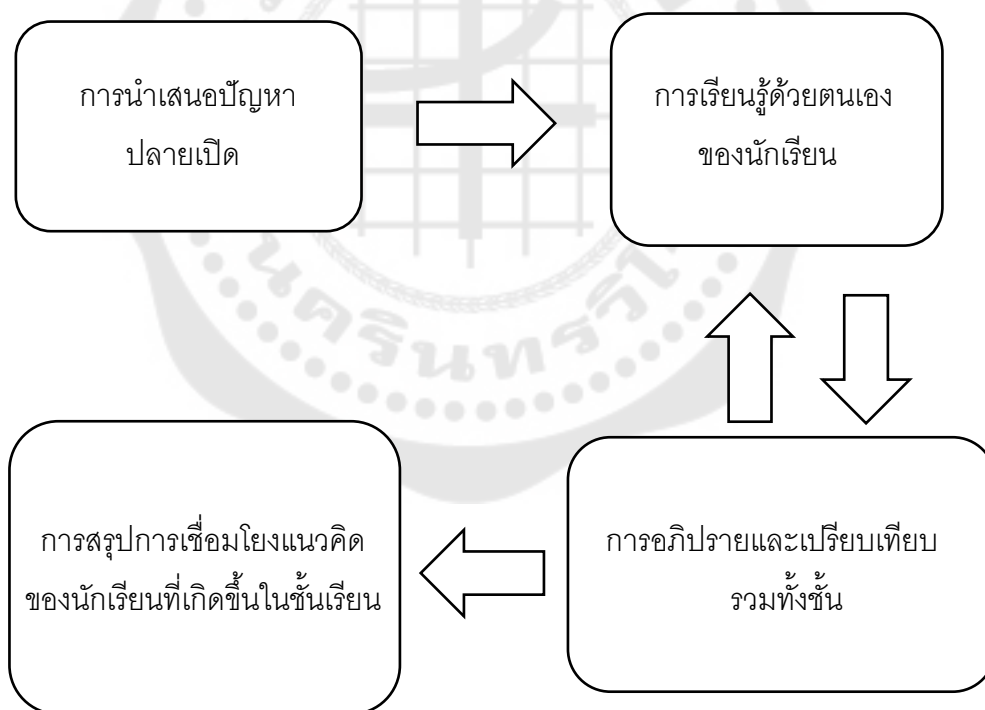 การนำเสนอปัญหา
ปลายเปิด
การเรียนรู้ด้วยตนเอง
ของนักเรียน
การอภิปรายและเปรียบเทียบ
รวมทั้งชั้น
การสรุปการเชื่อมโยงแนวคิด
ของนักเรียนที่เกิดขึ้นในชั้นเรียน